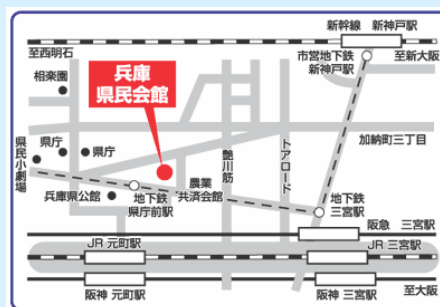 新幹線 新神戸駅
至西明石
市営地下鉄
新神戸駅
至新大阪
相楽園
兵庫
県民会館
加納町三丁目
県庁
県庁
県民小劇場
農業
共済会館
鯉川筋
トアロード
兵庫県公館
地下鉄
県庁前駅
地下鉄
三宮駅
阪急 三宮駅
JR 元町駅
JR 三宮駅
阪神 元町駅
阪神 三宮駅
至大阪